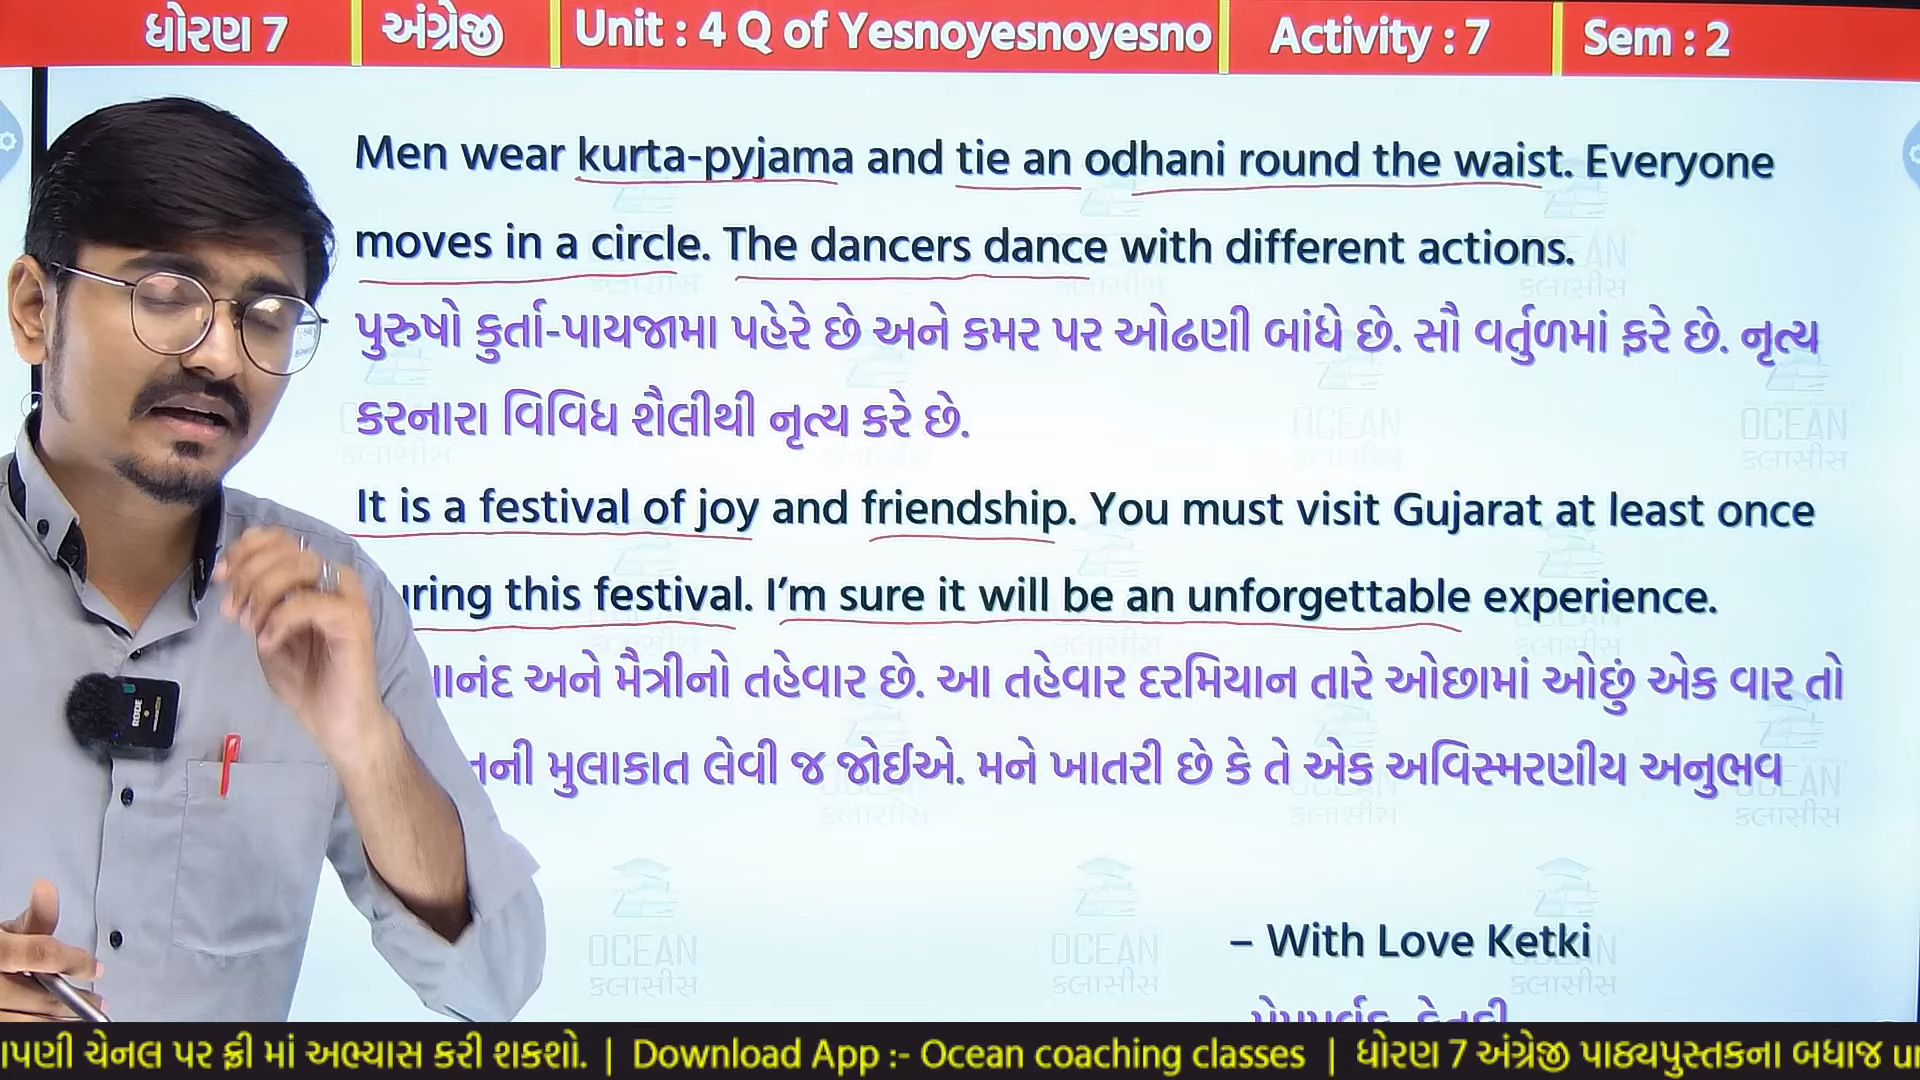 ધોરણ 7 અંગ્રેજી Unit : 4 Q of Yesnoyesnoyesno Activity : 7 Sem : 2
Men wear kurta-pyjama and tie an odhani round the waist. Everyone
moves in a circle. The dancers dance with different actions.
પુરુષો કુર્તા-પાયજામા પહેરે છે અને કમર પર ઓઢણી બાંધે છે. સૌ વર્તુળમાં ફરે છે. નૃત્ય
કરનારા વિવિધ શૈલીથી નૃત્ય કરે છે.
It is a festival of joy and friendship. You must visit Gujarat at least once
uring this festival. I’m sure it will be an unforgettable experience.
ાનંદ અને મૈત્રીનો તહેવાર છે. આ તહેવાર દરમિયાન તારે ઓછામાં ઓછું એક વાર તો
તની મુલાકાત લેવી જ જોઈએ. મને ખાતરી છે કે તે એક અવિસ્મરણીય અનુભવ
– With Love Ketki
OCEAN
ક્લાસીસ
RODE
ાપણી ચેનલ પર ફ્રી માં અભ્યાસ કરી શકશો. | Download App :- Ocean coaching classes | ધોરણ 7 અંગ્રેજી પાઠ્યપુસ્તકના બધાજ un